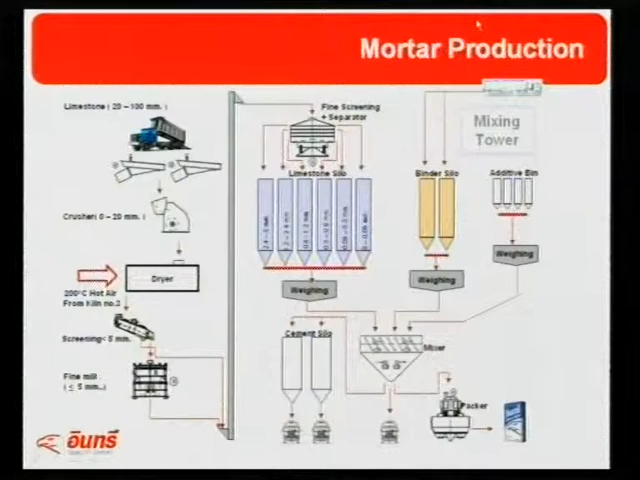 Mortar Production
Limestone ( 20 – 100 mm. )
Fine Screening
+ Separator
Mixing
Tower
Limestone Silo
Binder Silo
Additive Bin
Crusher( 0 – 20 mm. )
Dryer
200°C Hot Air
From Kiln no.2
Weighing
Weighing
Weighing
Screening< 5 mm.
Cement Silo
Mixer
Fine mill
( ≤ 5 mm.)
Packer
อินทรี